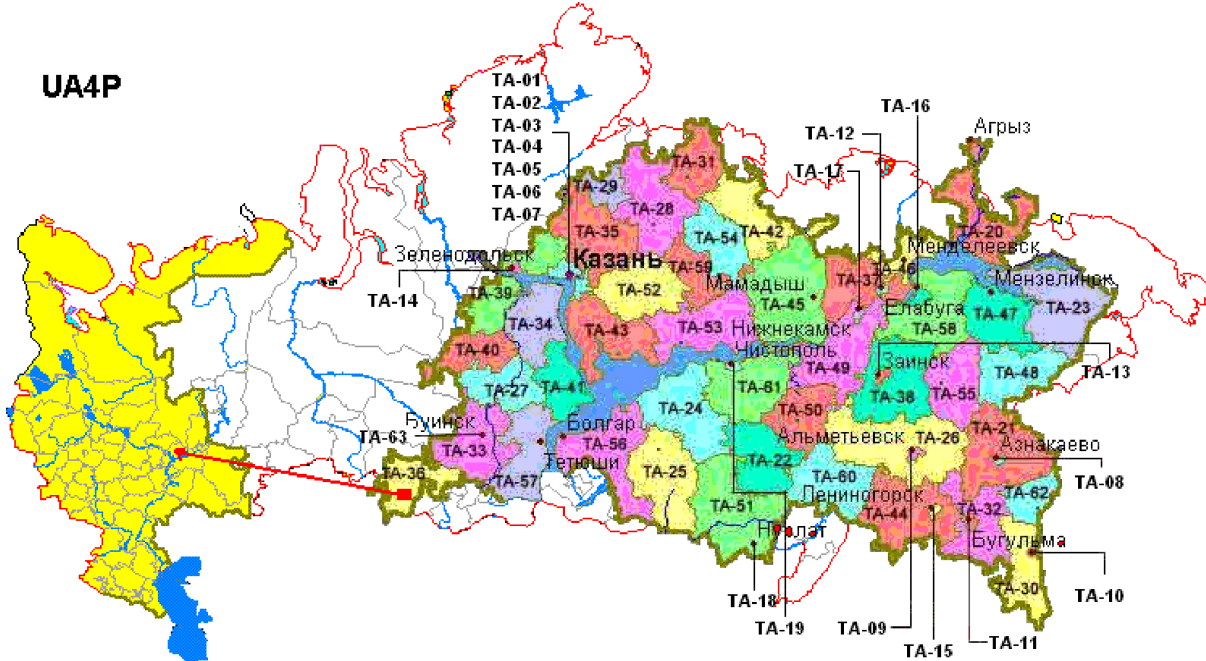 UA4P
TA-01
TA-02
TA-03
TA-04
TA-05
TA-06
TA-07
TA-16
TA-12
TA-17
Агрыз
TA-31
TA-29
TA-28
TA-35
TA-54
TA-42
TA-20
Зеленодольск
Казань
TA-59
Менделеевск
TA-46
TA-14
TA-39
TA-52
Мамадыш
TA-45
TA-37
Мензелинск
Елабуга
TA-47
TA-23
TA-34
TA-43
TA-53
Нижнекамск
TA-58
TA-40
Чистополь
TA-49
Заинск
TA-48
TA-13
TA-27
TA-41
TA-61
TA-38
TA-55
TA-24
TA-50
Буинск
Болгар
TA-63
TA-33
TA-56
Альметьевск
TA-26
TA-21
Азнакаево
Тетюши
TA-36
TA-57
TA-25
TA-22
TA-60
TA-08
Лениногорск
TA-62
TA-51
TA-44
TA-32
Нурлат
Бугульма
TA-30
TA-10
TA-18
TA-19
TA-09
TA-15
TA-11